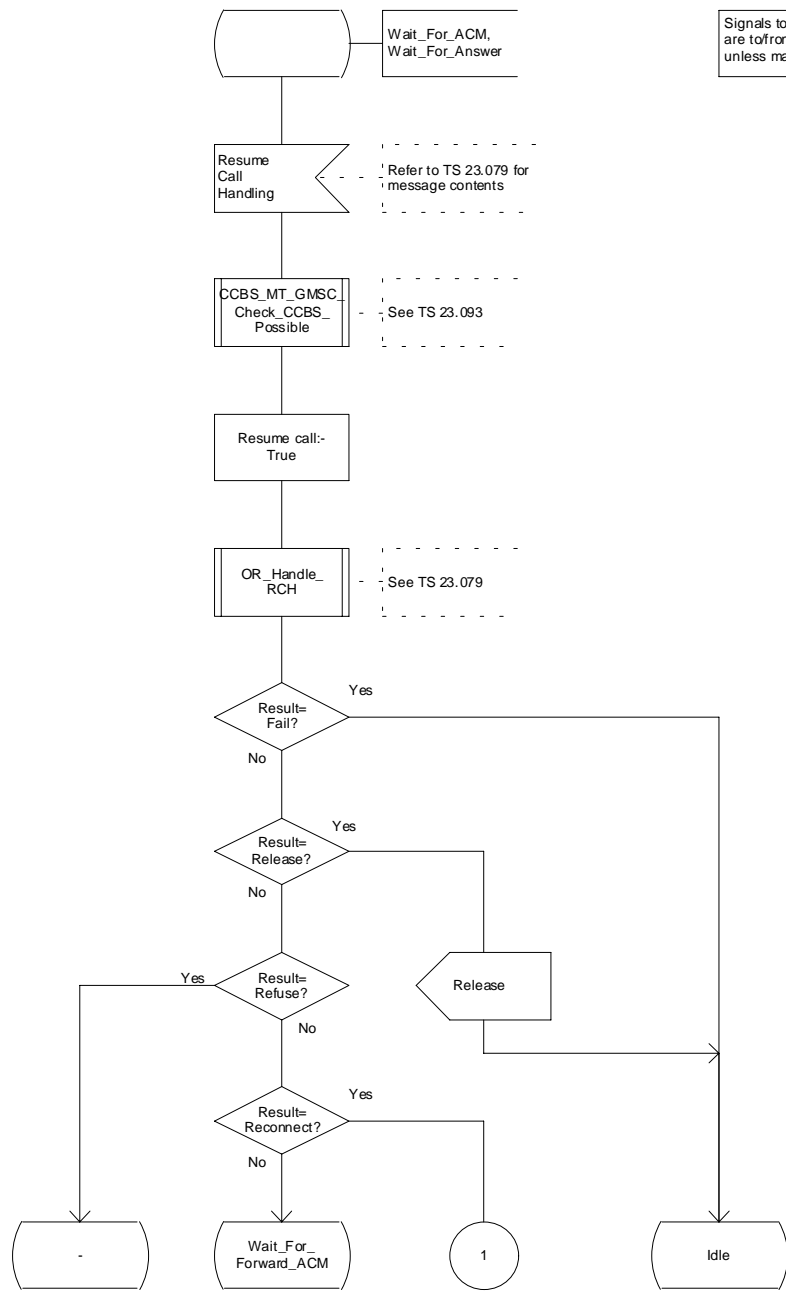 Wait_For_ACM,
Wait_For_Answer
Signals to
are to/from
unless ma
Resume
Call
Handling
Refer to TS 23.079 for
message contents
CCBS_MT_GMSC_
Check_CCBS_
Possible
See TS 23.093
Resume call:-
True
OR_Handle_
RCH
See TS 23.079
Result=
Fail?
Yes
No
Result=
Release?
Yes
No
Result=
Refuse?
Yes
No
Release
Result=
Reconnect?
Yes
No
-
Wait_For_
Forward_ACM
1
Idle